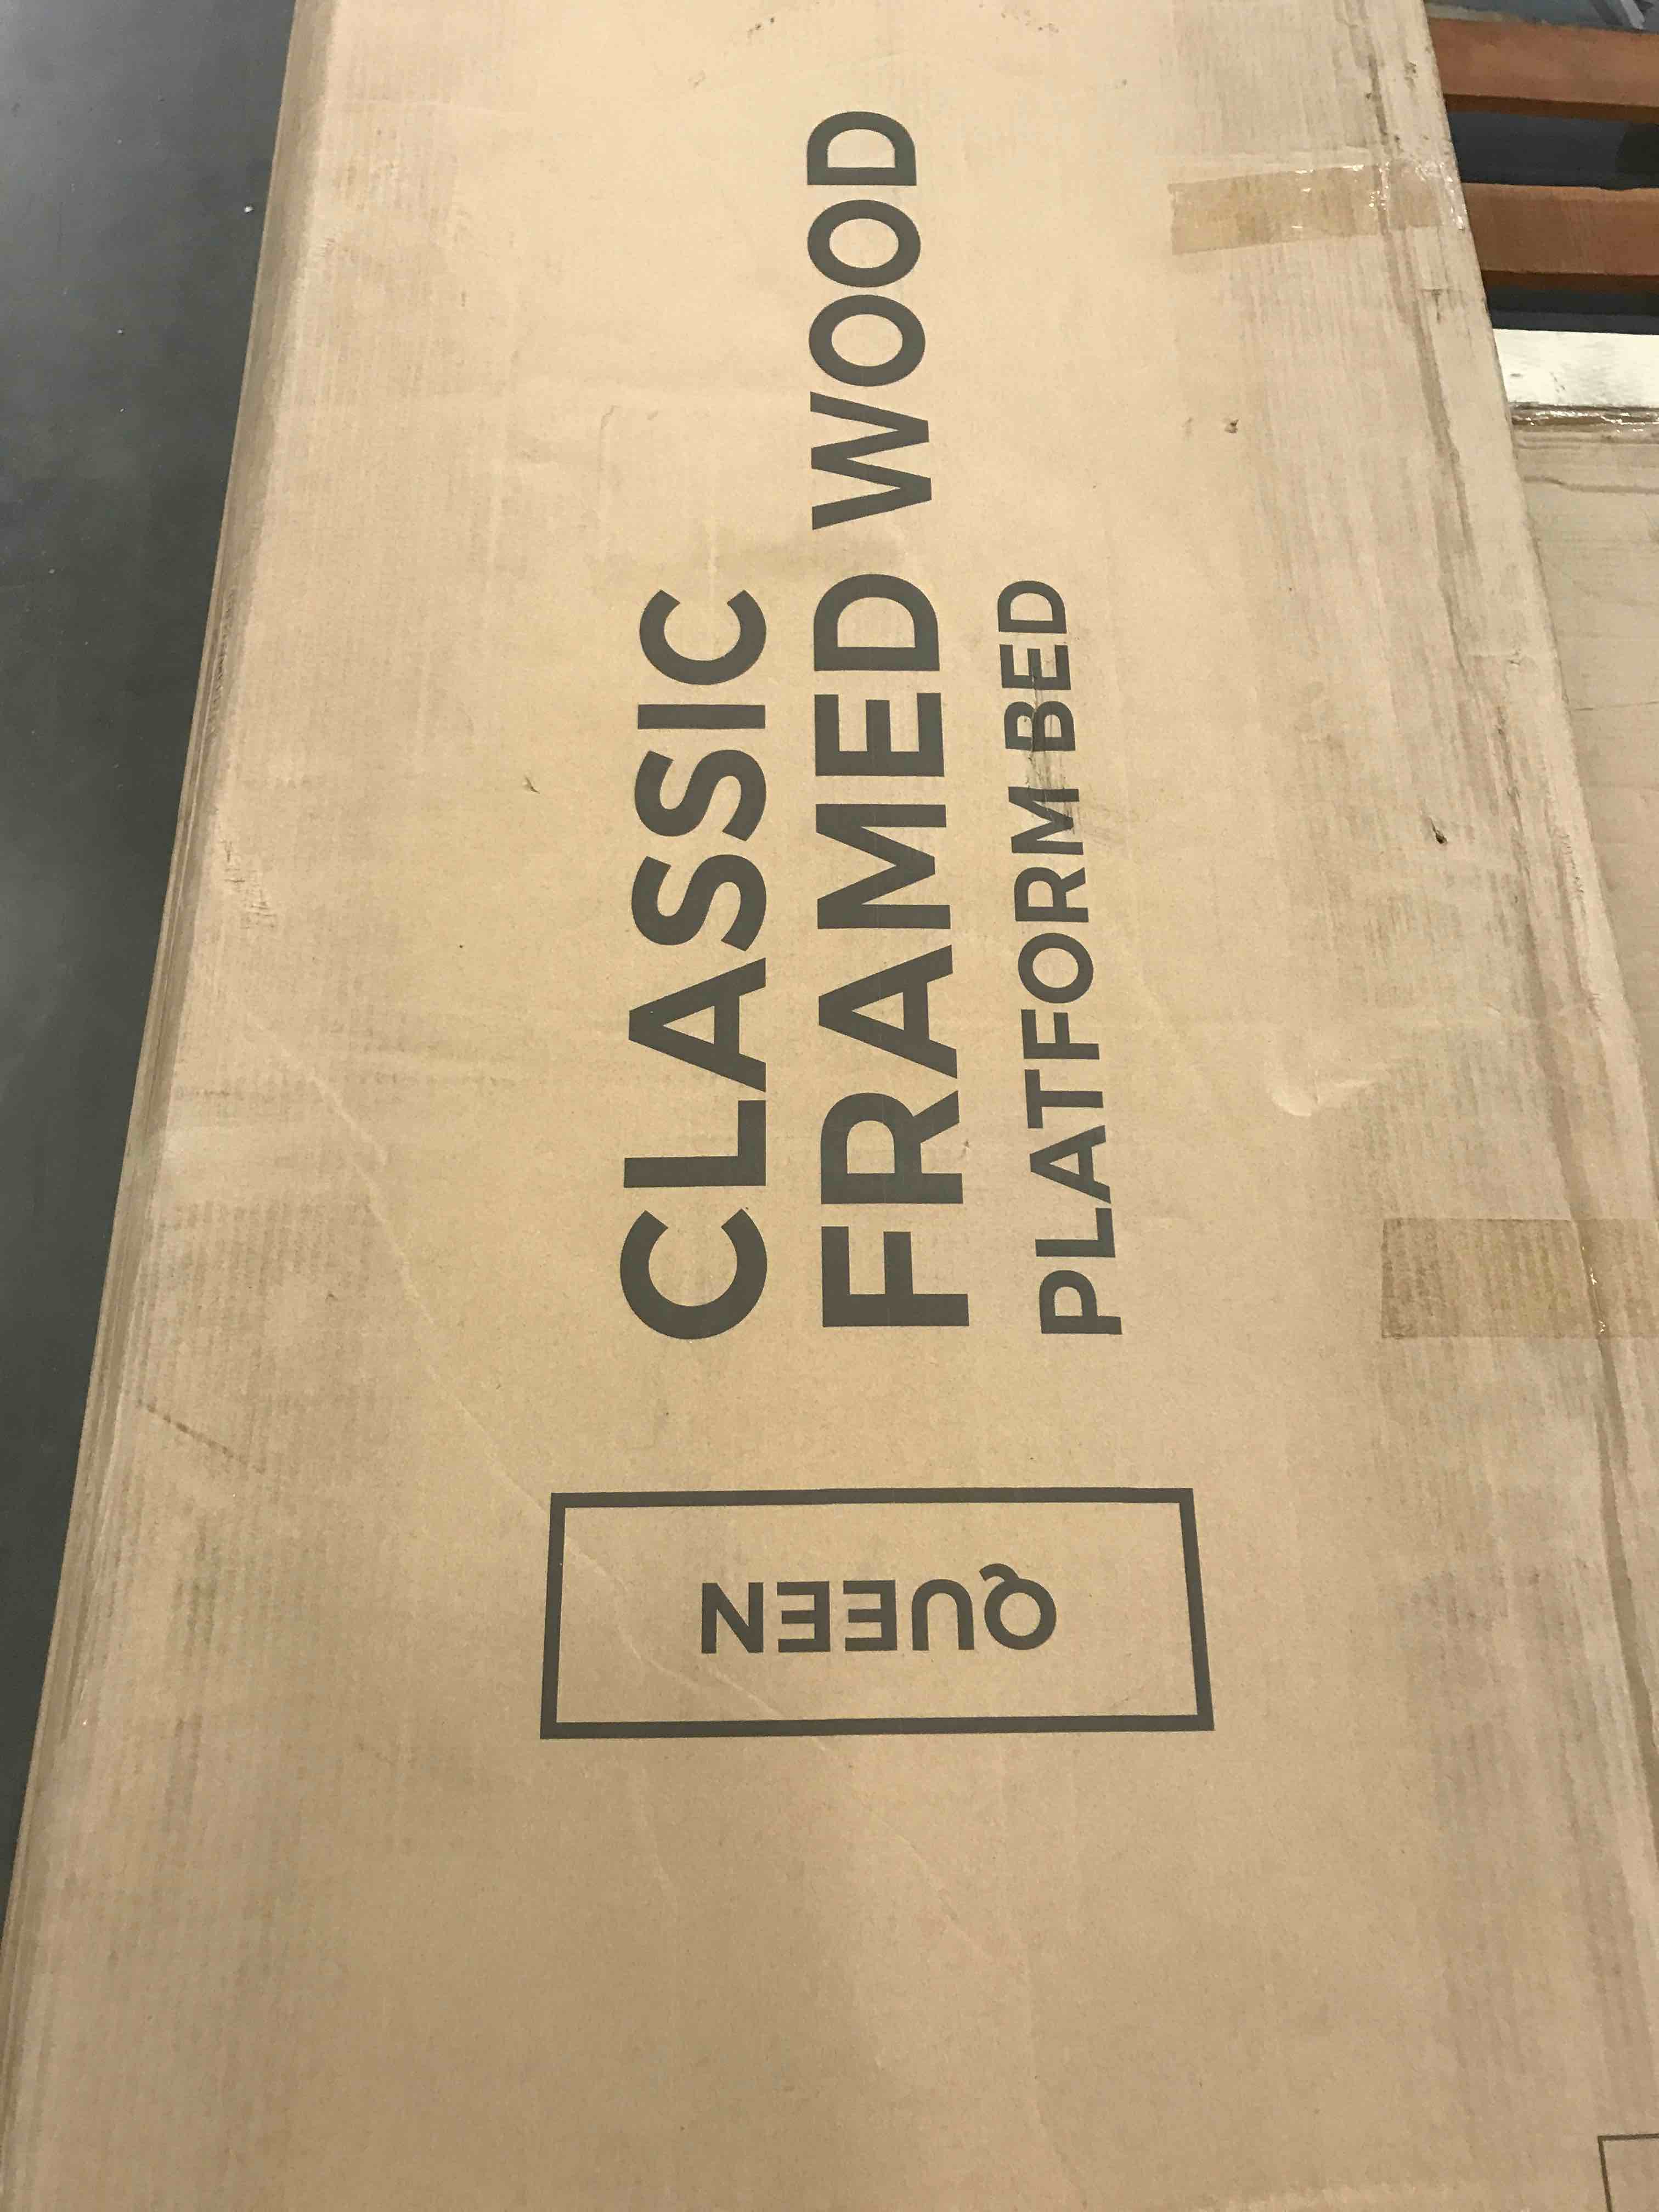 CLASSIC
FRAMED WOOD
PLATFORM BED
QUEEN